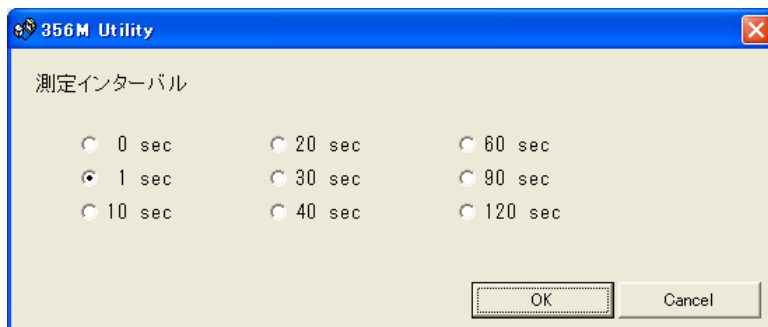 356M Utility
測定インターバル
0 sec 20 sec 60 sec
1 sec 30 sec 90 sec
10 sec 40 sec 120 sec
OK Cancel